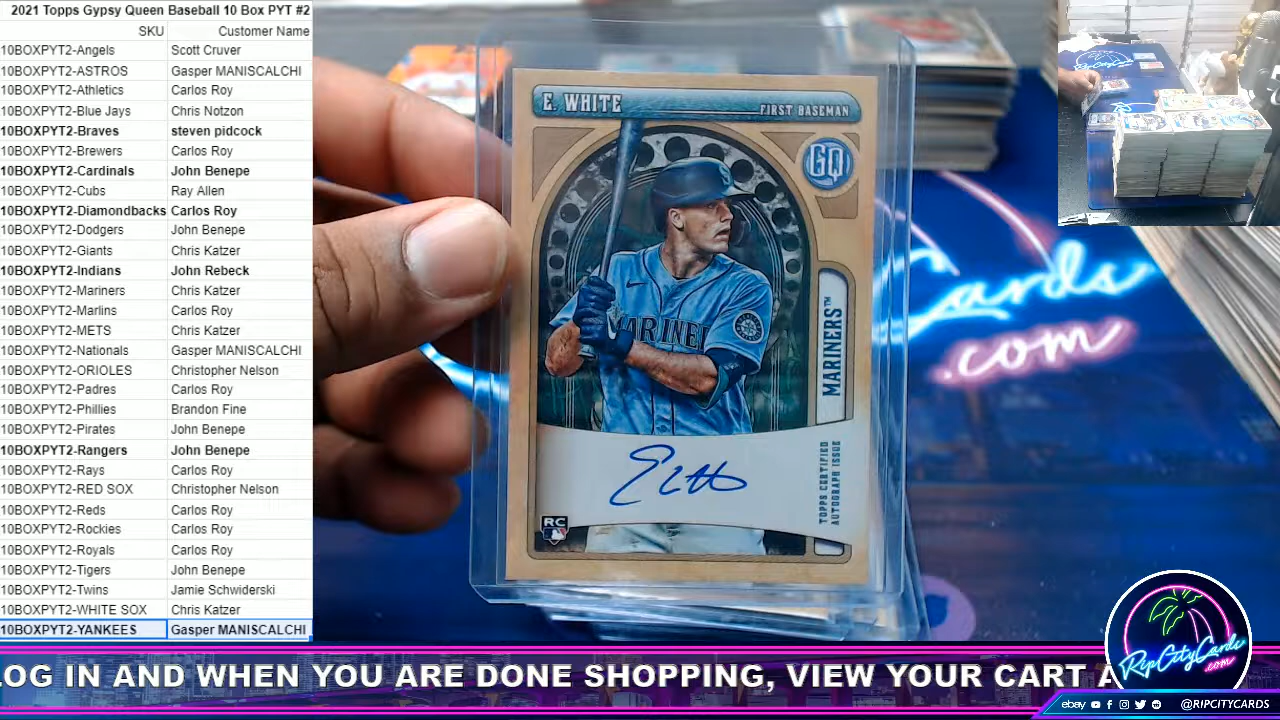 2021 Topps Gypsy Queen Baseball 10 Box PYT #2
SKU Customer Name
10BOXPYT2-Angels Scott Cruver
10BOXPYT2-ASTROS Gasper MANISCALCHI
10BOXPYT2-Athletics Carlos Roy
10BOXPYT2-Blue Jays Chris Notzon
10BOXPYT2-Braves steven pidcock
10BOXPYT2-Brewers Carlos Roy
10BOXPYT2-Cardinals John Benepe
10BOXPYT2-Cubs Ray Allen
10BOXPYT2-Diamondbacks Carlos Roy
10BOXPYT2-Dodgers John Benepe
10BOXPYT2-Giants Chris Katzer
10BOXPYT2-Indians John Rebeck
10BOXPYT2-Mariners Chris Katzer
10BOXPYT2-Marlins Carlos Roy
10BOXPYT2-METS Chris Katzer
10BOXPYT2-Nationals Gasper MANISCALCHI
10BOXPYT2-ORIOLES Christopher Nelson
10BOXPYT2-Padres Carlos Roy
10BOXPYT2-Phillies Brandon Fine
10BOXPYT2-Pirates John Benepe
10BOXPYT2-Rangers John Benepe
10BOXPYT2-Rays Carlos Roy
10BOXPYT2-RED SOX Christopher Nelson
10BOXPYT2-Reds Carlos Roy
10BOXPYT2-Rockies Carlos Roy
10BOXPYT2-Royals Carlos Roy
10BOXPYT2-Tigers John Benepe
10BOXPYT2-Twins Jamie Schwiderski
10BOXPYT2-WHITE SOX Chris Katzer
10BOXPYT2-YANKEES Gasper MANISCALCHI
E. WHITE FIRST BASEMAN
GQ
S
MARINER
MARINERS™
TOPPS CERTIFIED
AUTOGRAPH ISSUE
RC
Cards
.com
OG IN AND WHEN YOU ARE DONE SHOPPING, VIEW YOUR CART A
RipCityCards
.com
ebay @RIPCITYCARDS